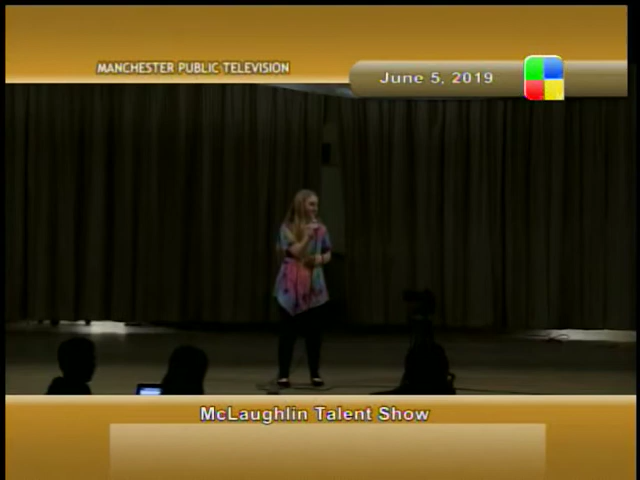 MANCHESTER PUBLIC TELEVISION
June 5, 2019
McLaughlin Talent Show